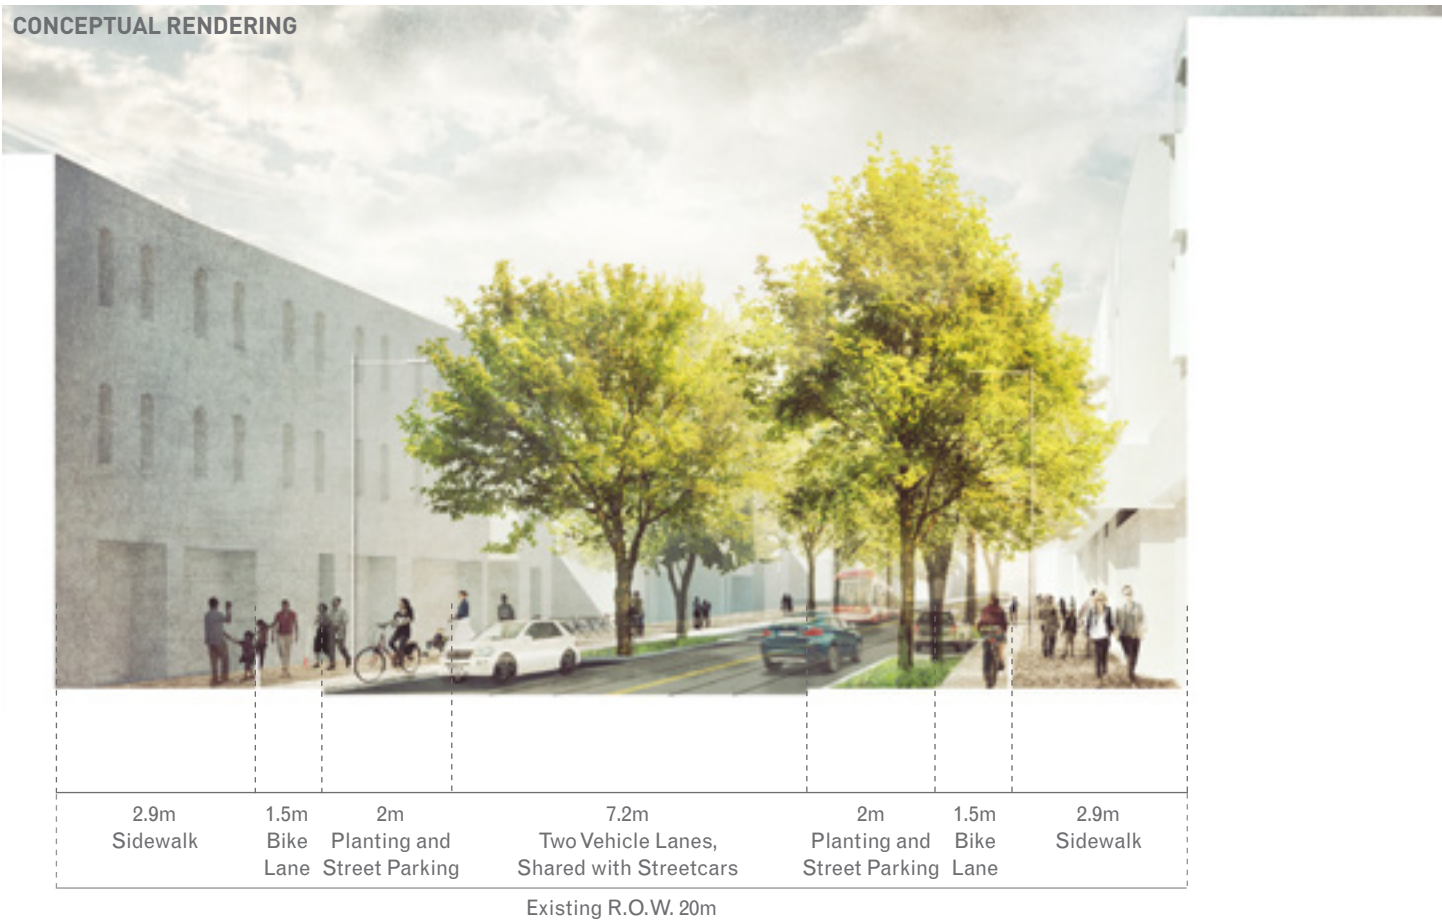 CONCEPTUAL RENDERING
2.9m
Sidewalk
1.5m
Bike
Lane
2m
Planting and
Street Parking
7.2m
Two Vehicle Lanes,
Shared with Streetcars
2m
Planting and
Street Parking
1.5m
Bike
Lane
2.9m
Sidewalk
Existing R.O.W. 20m